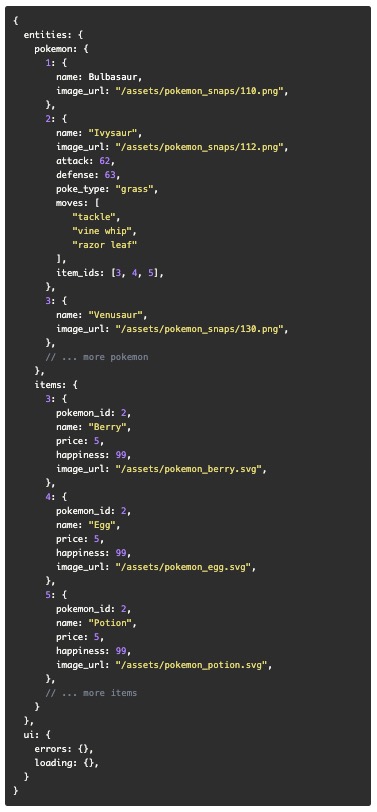 {
  entities: {
    pokemon: {
      1: {
        name: Bulbasaur,
        image_url: "/assets/pokemon_snaps/110.png",
      },
      2: {
        name: "Ivysaur",
        image_url: "/assets/pokemon_snaps/112.png",
        attack: 62,
        defense: 63,
        poke_type: "grass",
        moves: [
           "tackle",
           "vine whip",
           "razor leaf"
        ],
        item_ids: [3, 4, 5],
      },
      3: {
        name: "Venusaur",
        image_url: "/assets/pokemon_snaps/130.png",
      },
      // ... more pokemon
    },
    items: {
      3: {
        pokemon_id: 2,
        name: "Berry",
        price: 5,
        happiness: 99,
        image_url: "/assets/pokemon_berry.svg",
      },
      4: {
        pokemon_id: 2,
        name: "Egg",
        price: 5,
        happiness: 99,
        image_url: "/assets/pokemon_egg.svg",
      },
      5: {
        pokemon_id: 2,
        name: "Potion",
        price: 5,
        happiness: 99,
        image_url: "/assets/pokemon_potion.svg",
      },
      // ... more items
    }
  },
  ui: {
    errors: {},
    loading: {},
  }
}